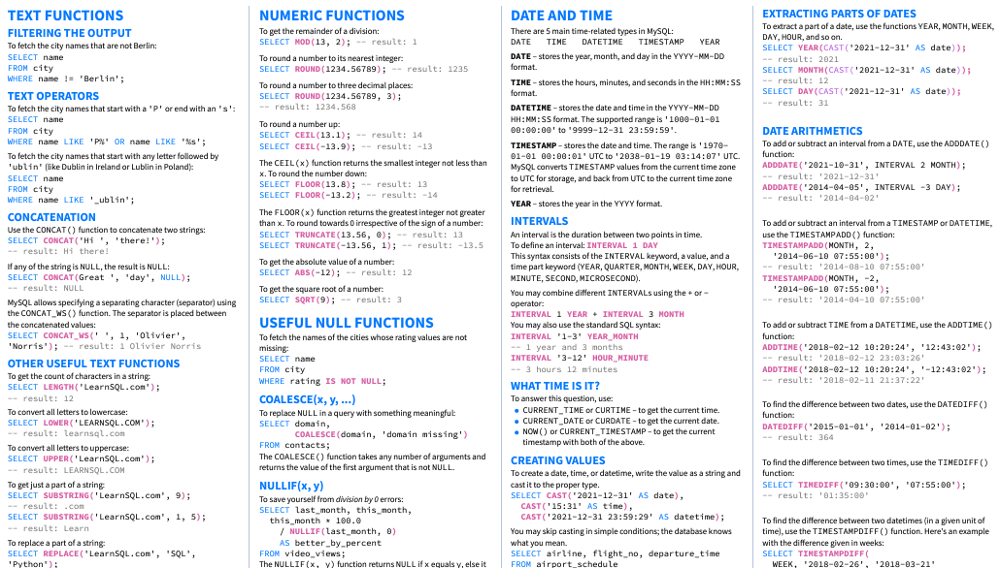 TEXT FUNCTIONS
FILTERING THE OUTPUT
To fetch the city names that are not Berlin:
SELECT name
FROM city
WHERE name != 'Berlin';
TEXT OPERATORS
To fetch the city names that start with a 'P' or end with an 's':
SELECT name
FROM city
WHERE name LIKE 'P%' OR name LIKE '%s';
To fetch the city names that start with any letter followed by
'ublin' (like Dublin in Ireland or Lublin in Poland):
SELECT name
FROM city
WHERE name LIKE '_ublin';
CONCATENATION
Use the CONCAT() function to concatenate two strings:
SELECT CONCAT('Hi ', 'there!');
-- result: Hi there!
If any of the string is NULL, the result is NULL:
SELECT CONCAT(Great ', 'day', NULL);
-- result: NULL
MySQL allows specifying a separating character (separator) using
the CONCAT_WS() function. The separator is placed between
the concatenated values:
SELECT CONCAT_WS(' ', 1, 'Olivier',
'Norris'); -- result: 1 Olivier Norris
OTHER USEFUL TEXT FUNCTIONS
To get the count of characters in a string:
SELECT LENGTH('LearnSQL.com');
-- result: 12
To convert all letters to lowercase:
SELECT LOWER('LEARNSQL.COM');
-- result: learnsql.com
To convert all letters to uppercase:
SELECT UPPER('LearnSQL.com');
-- result: LEARNSQL.COM
To get just a part of a string:
SELECT SUBSTRING('LearnSQL.com', 9);
-- result: .com
SELECT SUBSTRING('LearnSQL.com', 1, 5);
-- result: Learn
To replace a part of a string:
SELECT REPLACE('LearnSQL.com', 'SQL',
'Python');
NUMERIC FUNCTIONS
To get the remainder of a division:
SELECT MOD(13, 2); -- result: 1
To round a number to its nearest integer:
SELECT ROUND(1234.56789); -- result: 1235
To round a number to three decimal places:
SELECT ROUND(1234.56789, 3);
-- result: 1234.568
To round a number up:
SELECT CEIL(13.1); -- result: 14
SELECT CEIL(-13.9); -- result: -13
The CEIL(x) function returns the smallest integer not less than
x. To round the number down:
SELECT FLOOR(13.8); -- result: 13
SELECT FLOOR(-13.2); -- result: -14
The FLOOR(x) function returns the greatest integer not greater
than x. To round towards 0 irrespective of the sign of a number:
SELECT TRUNCATE(13.56, 0); -- result: 13
SELECT TRUNCATE(-13.56, 1); -- result: -13.5
To get the absolute value of a number:
SELECT ABS(-12); -- result: 12
To get the square root of a number:
SELECT SQRT(9); -- result: 3
USEFUL NULL FUNCTIONS
To fetch the names of the cities whose rating values are not
missing:
SELECT name
FROM city
WHERE rating IS NOT NULL;
COALESCE(x, y, ...)
To replace NULL in a query with something meaningful:
SELECT domain,
COALESCE(domain, 'domain missing')
FROM contacts;
The COALESCE() function takes any number of arguments and
returns the value of the first argument that is not NULL.
NULLIF(x, y)
To save yourself from division by 0 errors:
SELECT last_month, this_month,
this_month * 100.0
/ NULLIF(last_month, 0)
AS better_by_percent
FROM video_views;
The NULLIF(x, y) function returns NULL if x equals y, else it
DATE AND TIME
There are 5 main time-related types in MySQL:
DATE TIME DATETIME TIMESTAMP YEAR
DATE – stores the year, month, and day in the YYYY-MM-DD
format.
TIME – stores the hours, minutes, and seconds in the HH:MM:SS
format.
DATETIME – stores the date and time in the YYYY-MM-DD
HH:MM:SS format. The supported range is '1000-01-01
00:00:00' to '9999-12-31 23:59:59'.
TIMESTAMP – stores the date and time. The range is '1970-
01-01 00:00:01' UTC to '2038-01-19 03:14:07' UTC.
MySQL converts TIMESTAMP values from the current time zone
to UTC for storage, and back from UTC to the current time zone
for retrieval.
YEAR – stores the year in the YYYY format.
INTERVALS
An interval is the duration between two points in time.
To define an interval: INTERVAL 1 DAY
This syntax consists of the INTERVAL keyword, a value, and a
time part keyword (YEAR, QUARTER, MONTH, WEEK, DAY, HOUR,
MINUTE, SECOND, MICROSECOND).
You may combine different INTERVALs using the + or –
operator:
INTERVAL 1 YEAR + INTERVAL 3 MONTH
You may also use the standard SQL syntax:
INTERVAL '1-3' YEAR_MONTH
-- 1 year and 3 months
INTERVAL '3-12' HOUR_MINUTE
-- 3 hours 12 minutes
WHAT TIME IS IT?
To answer this question, use:
● CURRENT_TIME or CURTIME – to get the current time.
● CURRENT_DATE or CURDATE – to get the current date.
● NOW() or CURRENT_TIMESTAMP – to get the current
timestamp with both of the above.
CREATING VALUES
To create a date, time, or datetime, write the value as a string and
cast it to the proper type.
SELECT CAST('2021-12-31' AS date),
CAST('15:31' AS time),
CAST('2021-12-31 23:59:29' AS datetime);
You may skip casting in simple conditions; the database knows
what you mean.
SELECT airline, flight_no, departure_time
FROM airport_schedule
EXTRACTING PARTS OF DATES
To extract a part of a date, use the functions YEAR, MONTH, WEEK,
DAY, HOUR, and so on.
SELECT YEAR(CAST('2021-12-31' AS date));
-- result: 2021
SELECT MONTH(CAST('2021-12-31' AS date));
-- result: 12
SELECT DAY(CAST('2021-12-31' AS date));
-- result: 31
DATE ARITHMETICS
To add or subtract an interval from a DATE, use the ADDDATE()
function:
ADDDATE('2021-10-31', INTERVAL 2 MONTH);
-- result: '2021-12-31'
ADDDATE('2014-04-05', INTERVAL -3 DAY);
-- result: '2014-04-02'
To add or subtract an interval from a TIMESTAMP or DATETIME,
use the TIMESTAMPADD() function:
TIMESTAMPADD(MONTH, 2,
'2014-06-10 07:55:00');
-- result: '2014-08-10 07:55:00'
TIMESTAMPADD(MONTH, -2,
'2014-06-10 07:55:00');
-- result: '2014-04-10 07:55:00'
To add or subtract TIME from a DATETIME, use the ADDTIME()
function:
ADDTIME('2018-02-12 10:20:24', '12:43:02');
-- result: '2018-02-12 23:03:26'
ADDTIME('2018-02-12 10:20:24', '-12:43:02');
-- result: '2018-02-11 21:37:22'
To find the difference between two dates, use the DATEDIFF()
function:
DATEDIFF('2015-01-01', '2014-01-02');
-- result: 364
To find the difference between two times, use the TIMEDIFF()
function:
SELECT TIMEDIFF('09:30:00', '07:55:00');
-- result: '01:35:00'
To find the difference between two datetimes (in a given unit of
time), use the TIMESTAMPDIFF() function. Here's an example
with the difference given in weeks:
SELECT TIMESTAMPDIFF(
WEEK, '2018-02-26', '2018-03-21'